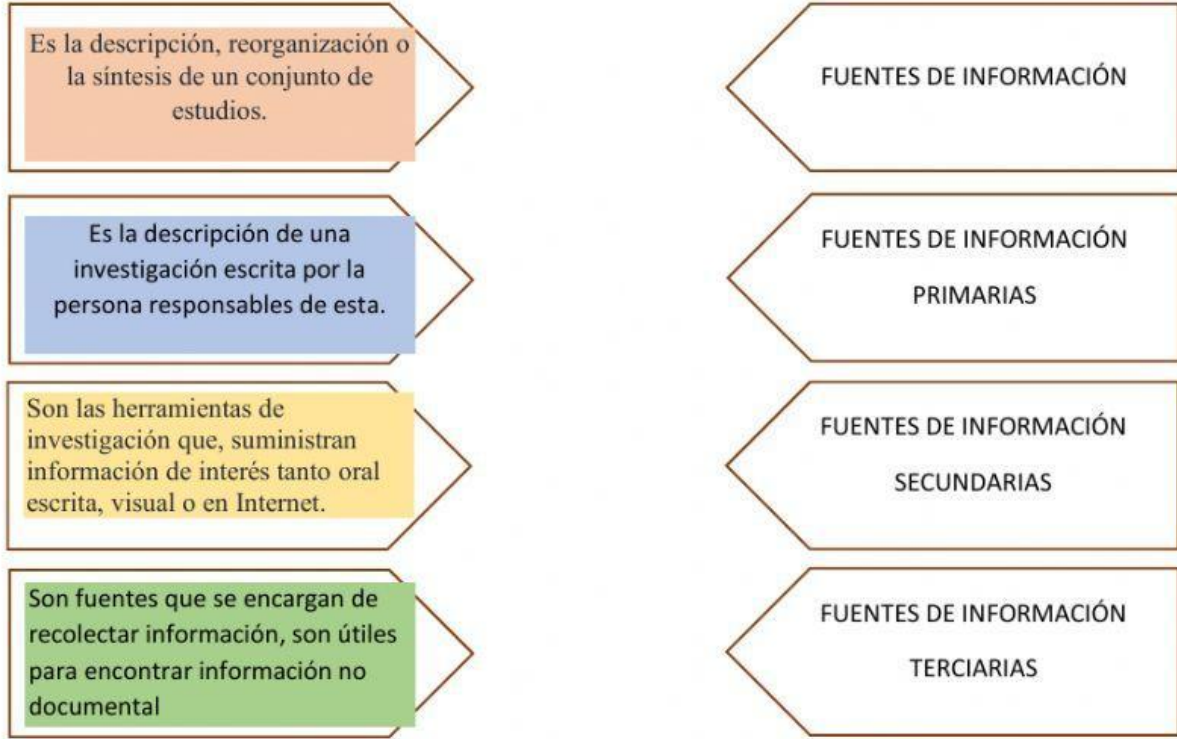 Es la descripción, reorganización o
la síntesis de un conjunto de
estudios.
FUENTES DE INFORMACIÓN
Es la descripción de una
investigación escrita por la
persona responsables de esta.
FUENTES DE INFORMACIÓN
PRIMARIAS
Son las herramientas de
investigación que, suministran
información de interés tanto oral
escrita, visual o en Internet.
FUENTES DE INFORMACIÓN
SECUNDARIAS
Son fuentes que se encargan de
recolectar información, son útiles
para encontrar información no
documental
FUENTES DE INFORMACIÓN
TERCIARIAS